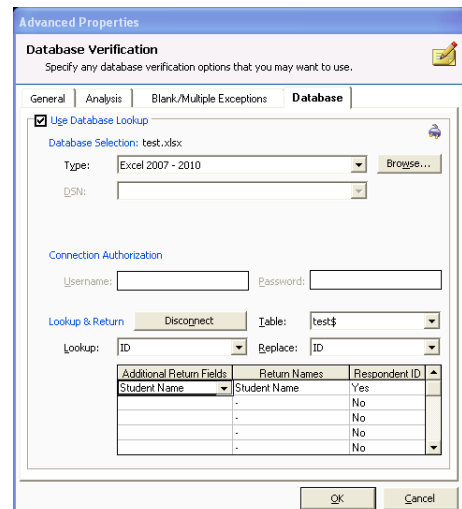 Advanced Properties
Database Verification
Specify any database verification options that you may want to use.
General Analysis Blank/Multiple Exceptions Database
Use Database Lookup
Database Selection: test.xlsx
Type: Excel 2007 - 2010 Browse...
DSN:
Connection Authorization
Username: Password:
Lookup & Return Disconnect Table: test$
Lookup: ID Replace: ID
Additional Return Fields Return Names Respondent ID
Student Name Student Name Yes
- No
- No
- No
- No
OK Cancel